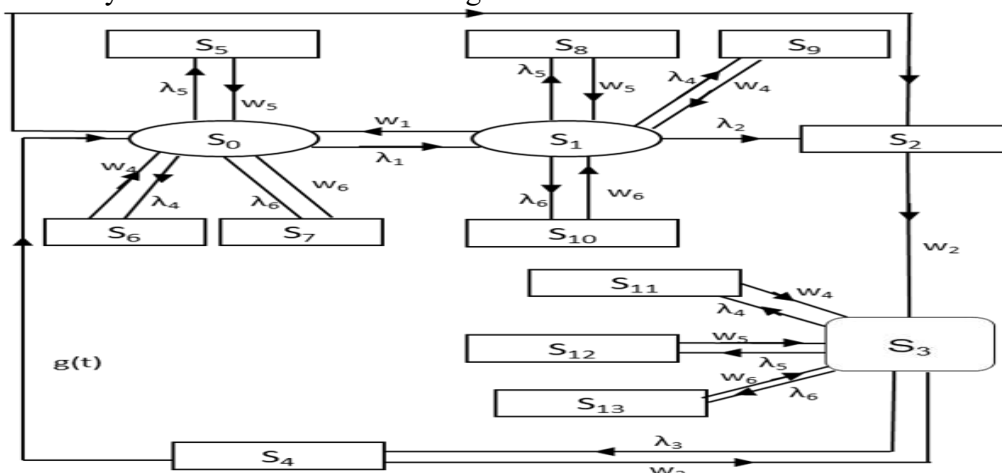 S₅
S₈
S₉
λ₅
w₅
λ₅
w₅
λ₄
w₄
S₀
w₁
λ₁
S₁
λ₂
S₂
w₄
λ₄
λ₆
w₆
λ₆
w₆
S₆
S₇
S₁₀
w₂
S₁₁
w₄
λ₄
S₁₂
w₅
λ₅
S₃
g(t)
w₆
λ₆
S₁₃
λ₃
S₄